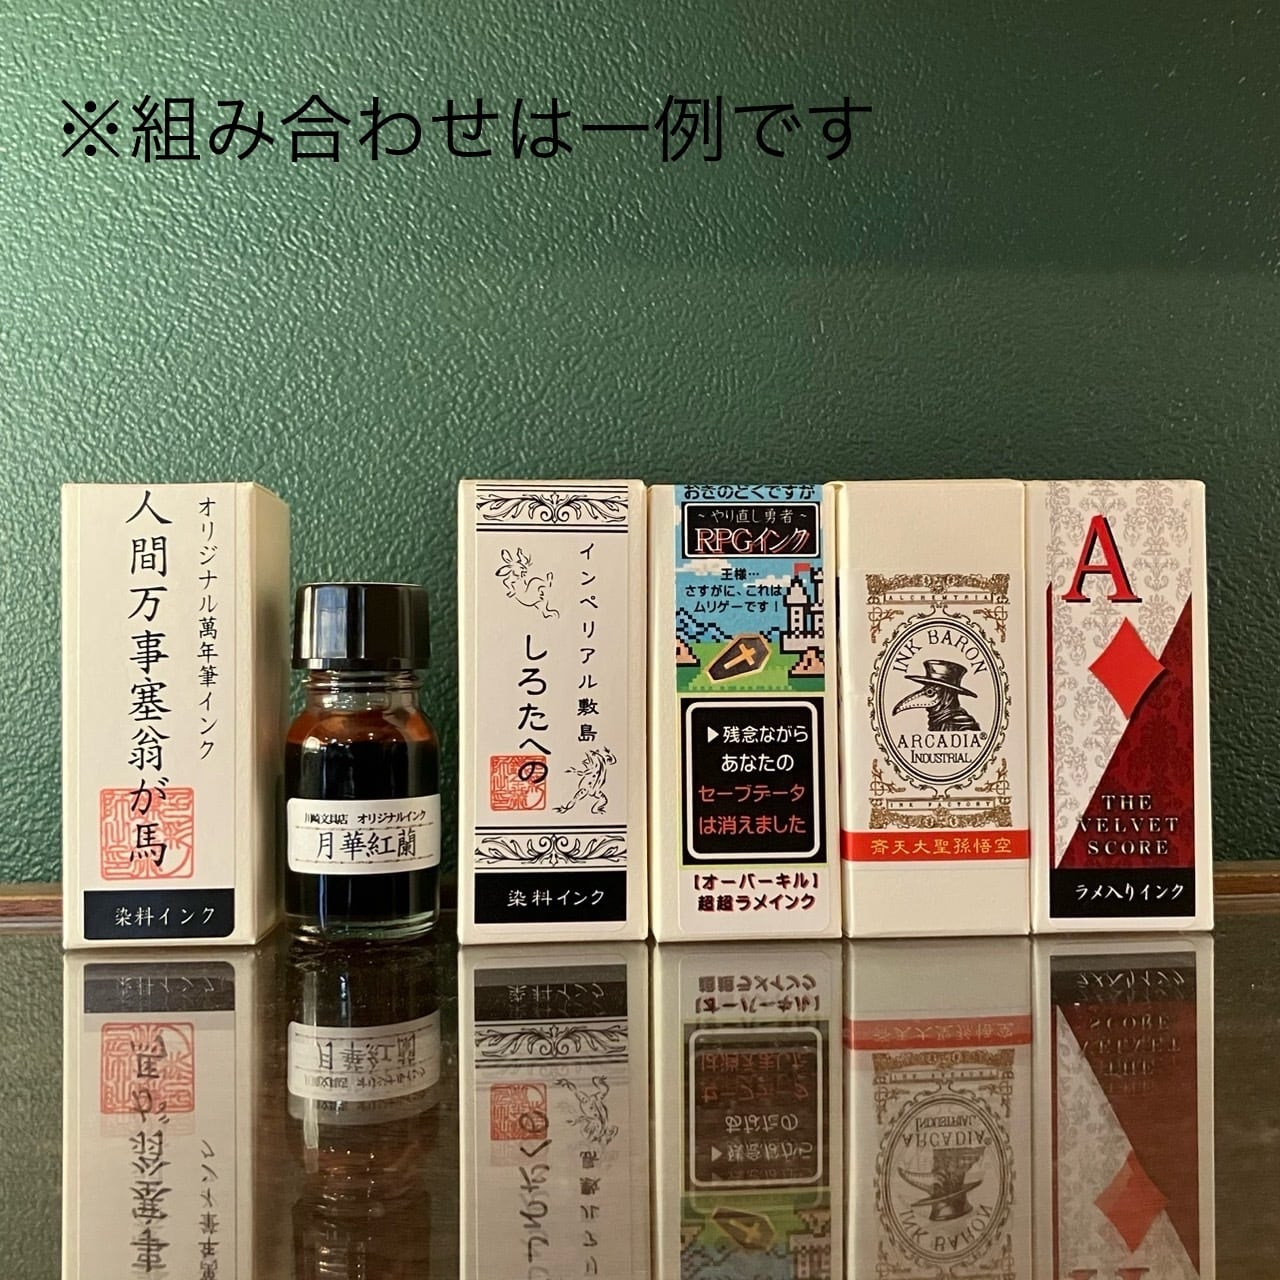 ※組み合わせは一例です
オリジナル萬年筆インク
人間万事塞翁が馬
染料インク
川崎文具店 オリジナルインク
月華紅蘭
インペリアル敷島
しろたへの
染料インク
おきのどくですが
~やり直し勇者~
RPGインク
王様…
さすがに、これは
ムリゲーです!
▶残念ながら
あなたの
セーブデータ
は消えました
【オーバーキル】
超超ラメインク
ALCHEMYRIA
INK BARON
ARCADIA®
INDUSTRIAL
INK FACTORY
斉天大聖孫悟空
A
THE
VELVET
SCORE
ラメ入りインク